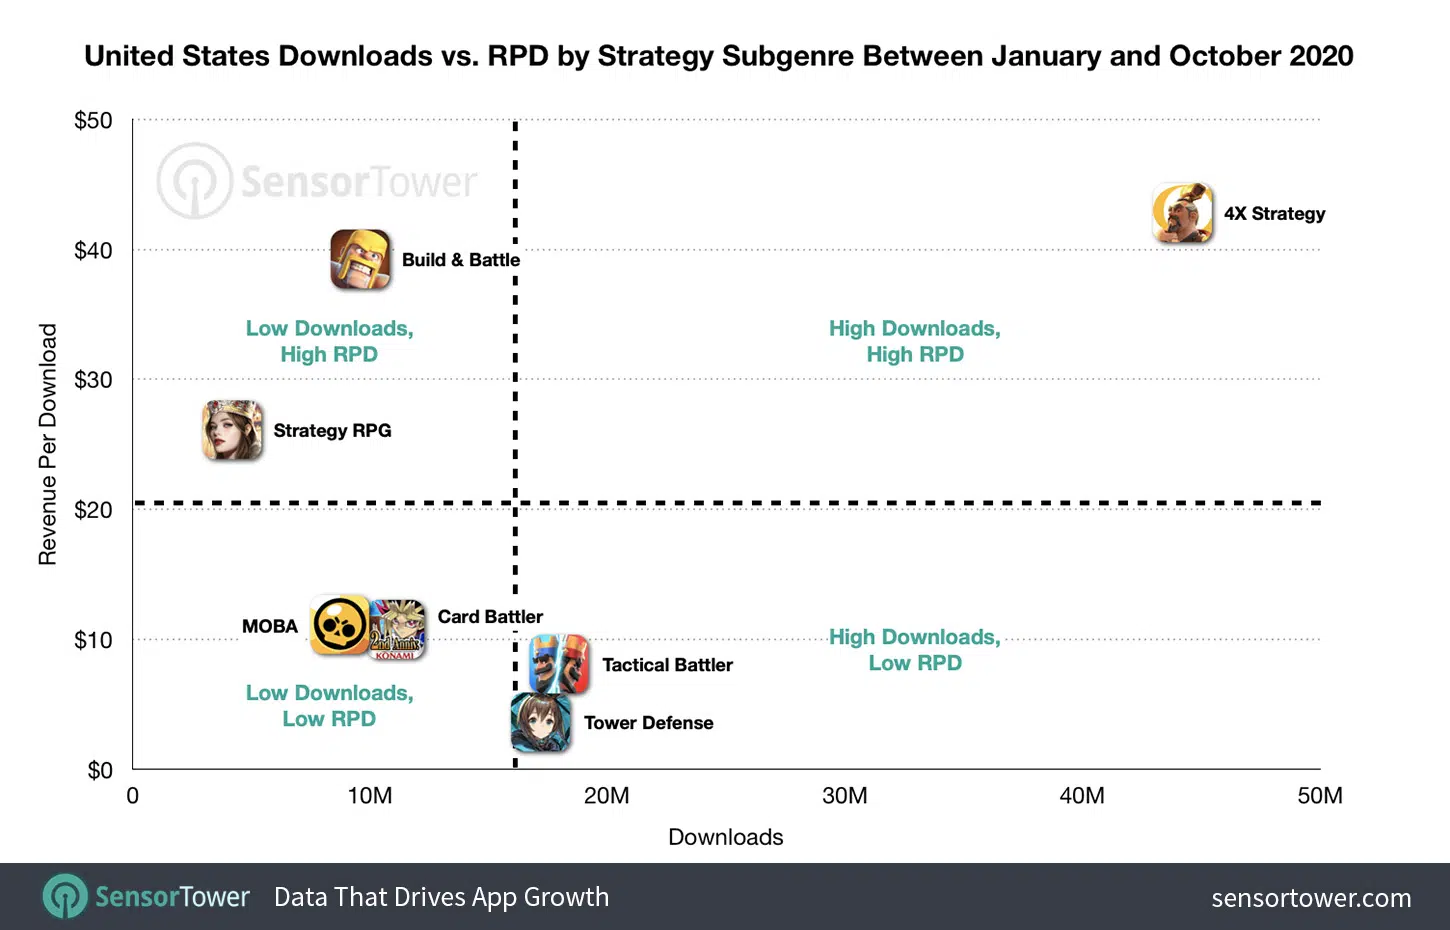 United States Downloads vs. RPD by Strategy Subgenre Between January and October 2020
$50
SensorTower
4X Strategy
$40
Build & Battle
Low Downloads,
High RPD
High Downloads,
High RPD
Revenue Per Download
$30
Strategy RPG
$20
MOBA
Card Battler
2nd Anniv.
KONAMI
$10
Tactical Battler
High Downloads,
Low RPD
Low Downloads,
Low RPD
Tower Defense
$0
0
10M
20M
30M
40M
50M
Downloads
SensorTower
Data That Drives App Growth
sensortower.com